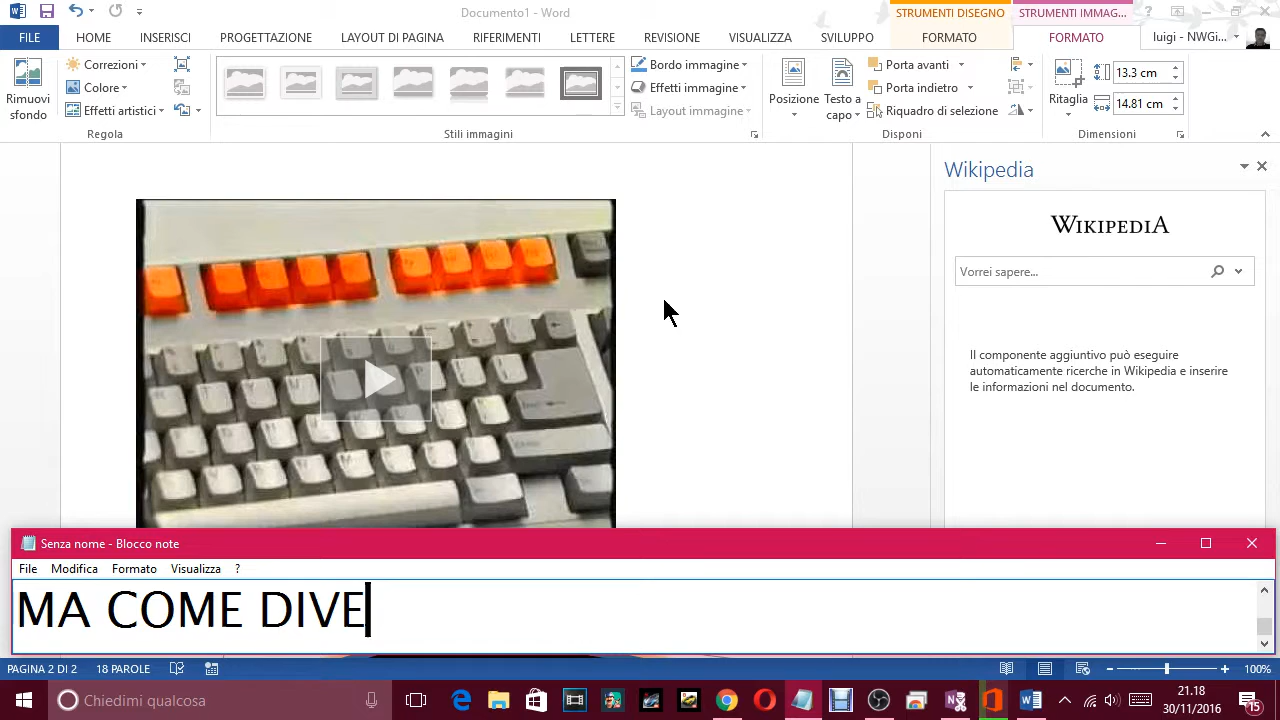 Documento1 - Word
STRUMENTI DISEGNO
STRUMENTI IMMAG...
?
FILE
HOME
INSERISCI
PROGETTAZIONE
LAYOUT DI PAGINA
RIFERIMENTI
LETTERE
REVISIONE
VISUALIZZA
SVILUPPO
FORMATO
FORMATO
luigi - NWGi...
Rimuovi sfondo
Correzioni
Colore
Effetti artistici
Regola
Stili immagini
Bordo immagine
Effetti immagine
Layout immagine
Posizione
Testo a capo
Porta avanti
Porta indietro
Riquadro di selezione
Disponi
Ritaglia
13.3 cm
14.81 cm
Dimensioni
Wikipedia
WIKIPEDIA
Vorrei sapere...
Il componente aggiuntivo può eseguire
automaticamente ricerche in Wikipedia e inserire
le informazioni nel documento.
Senza nome - Blocco note
File
Modifica
Formato
Visualizza
?
MA COME DIVE
PAGINA 2 DI 2
18 PAROLE
100%
Chiedimi qualcosa
21.18
30/11/2016
15